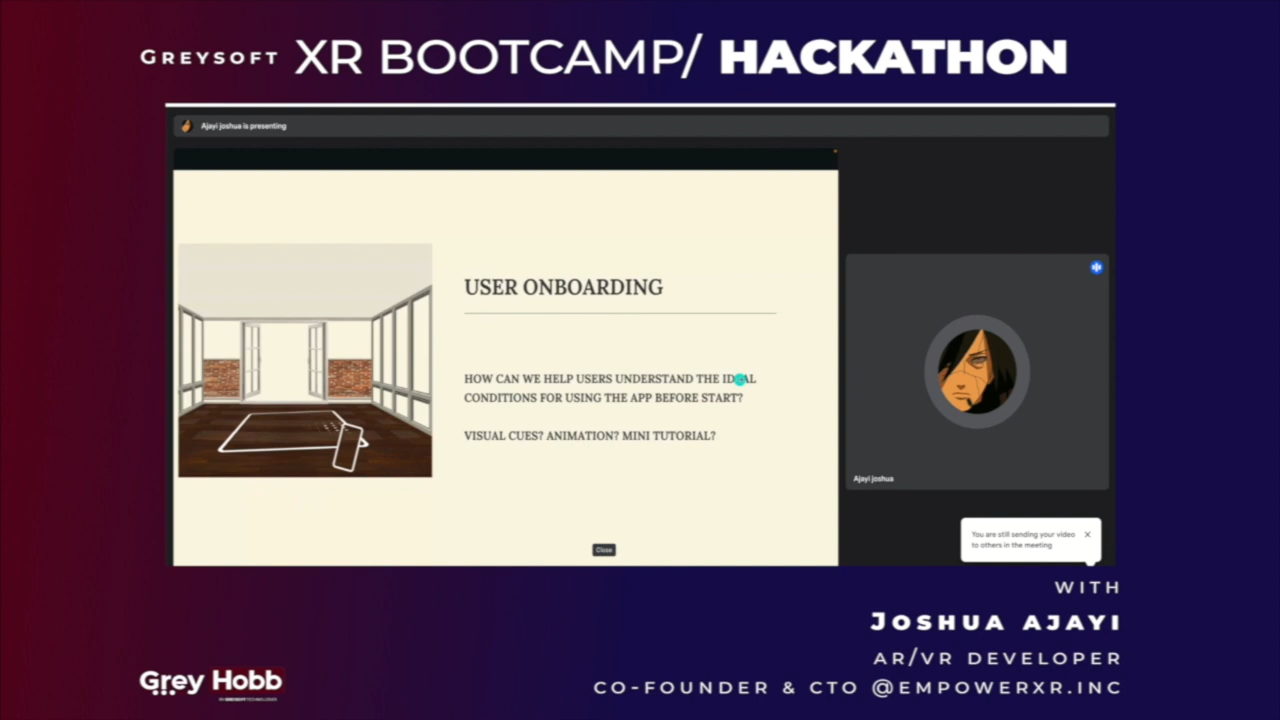 GREYSOFT XR BOOTCAMP/ HACKATHON
Ajayi joshua is presenting
USER ONBOARDING
HOW CAN WE HELP USERS UNDERSTAND THE IDEAL
CONDITIONS FOR USING THE APP BEFORE START?
VISUAL CUES? ANIMATION? MINI TUTORIAL?
Close
Ajayi joshua
You are still sending your video
to others in the meeting
WITH
JOSHUA AJAYI
AR/VR DEVELOPER
CO-FOUNDER & CTO @EMPOWERXR.INC
Grey Hobb
BY GREYSOFT TECHNOLOGIES